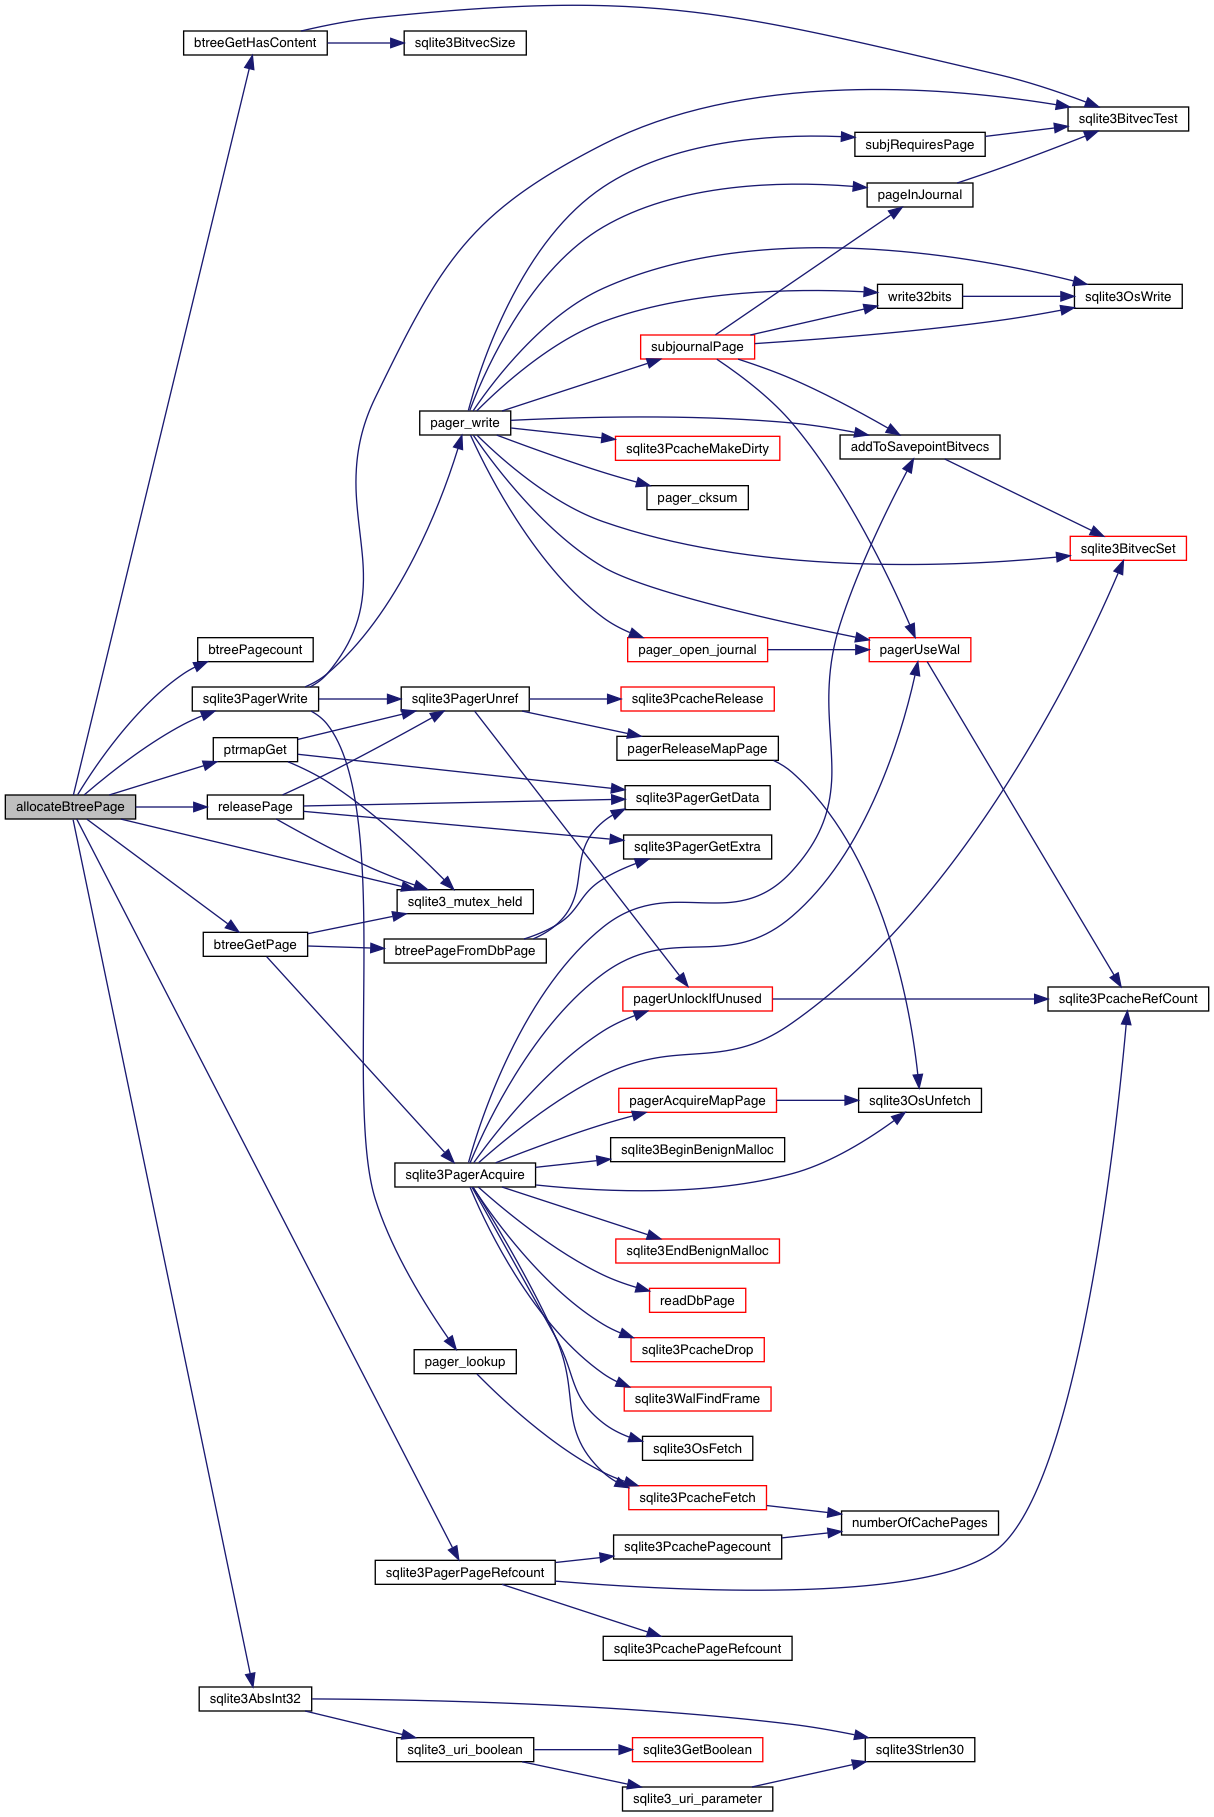 btreeGetHasContent
sqlite3BitvecSize
sqlite3BitvecTest
subjRequiresPage
pageInJournal
write32bits
sqlite3OsWrite
subjournalPage
pager_write
addToSavepointBitvecs
sqlite3PcacheMakeDirty
pager_cksum
sqlite3BitvecSet
btreePagecount
pager_open_journal
pagerUseWal
sqlite3PagerWrite
sqlite3PagerUnref
sqlite3PcacheRelease
ptrmapGet
pagerReleaseMapPage
allocateBtreePage
releasePage
sqlite3PagerGetData
sqlite3PagerGetExtra
sqlite3_mutex_held
btreeGetPage
btreePageFromDbPage
pagerUnlockIfUnused
sqlite3PcacheRefCount
pagerAcquireMapPage
sqlite3OsUnfetch
sqlite3BeginBenignMalloc
sqlite3PagerAcquire
sqlite3EndBenignMalloc
readDbPage
sqlite3PcacheDrop
pager_lookup
sqlite3WalFindFrame
sqlite3OsFetch
sqlite3PcacheFetch
numberOfCachePages
sqlite3PcachePagecount
sqlite3PagerPageRefcount
sqlite3PcachePageRefcount
sqlite3AbsInt32
sqlite3_uri_boolean
sqlite3GetBoolean
sqlite3Strlen30
sqlite3_uri_parameter